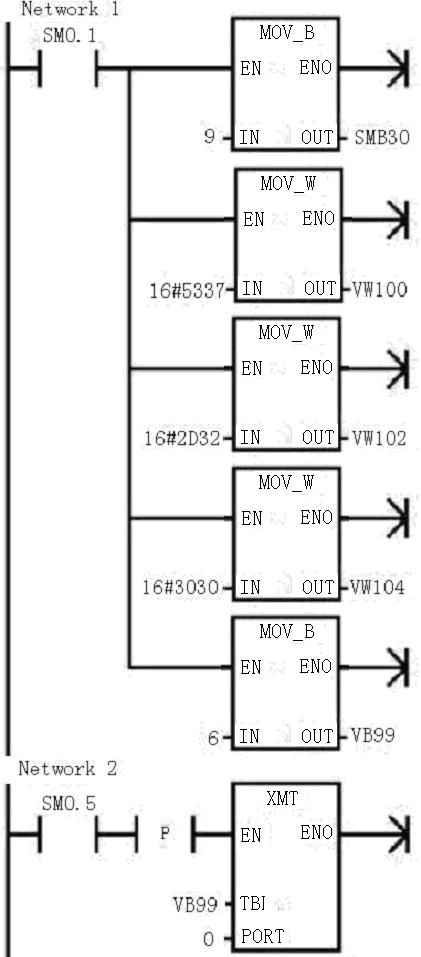 Network 1
SM0.1
MOV_B
EN ENO
9 IN OUT SMB30
MOV_W
EN ENO
16#5337 IN OUT VW100
MOV_W
EN ENO
16#2D32 IN OUT VW102
MOV_W
EN ENO
16#3030 IN OUT VW104
MOV_B
EN ENO
6 IN OUT VB99
Network 2
SM0.5
XMT
P EN ENO
VB99 TBl
0 PORT